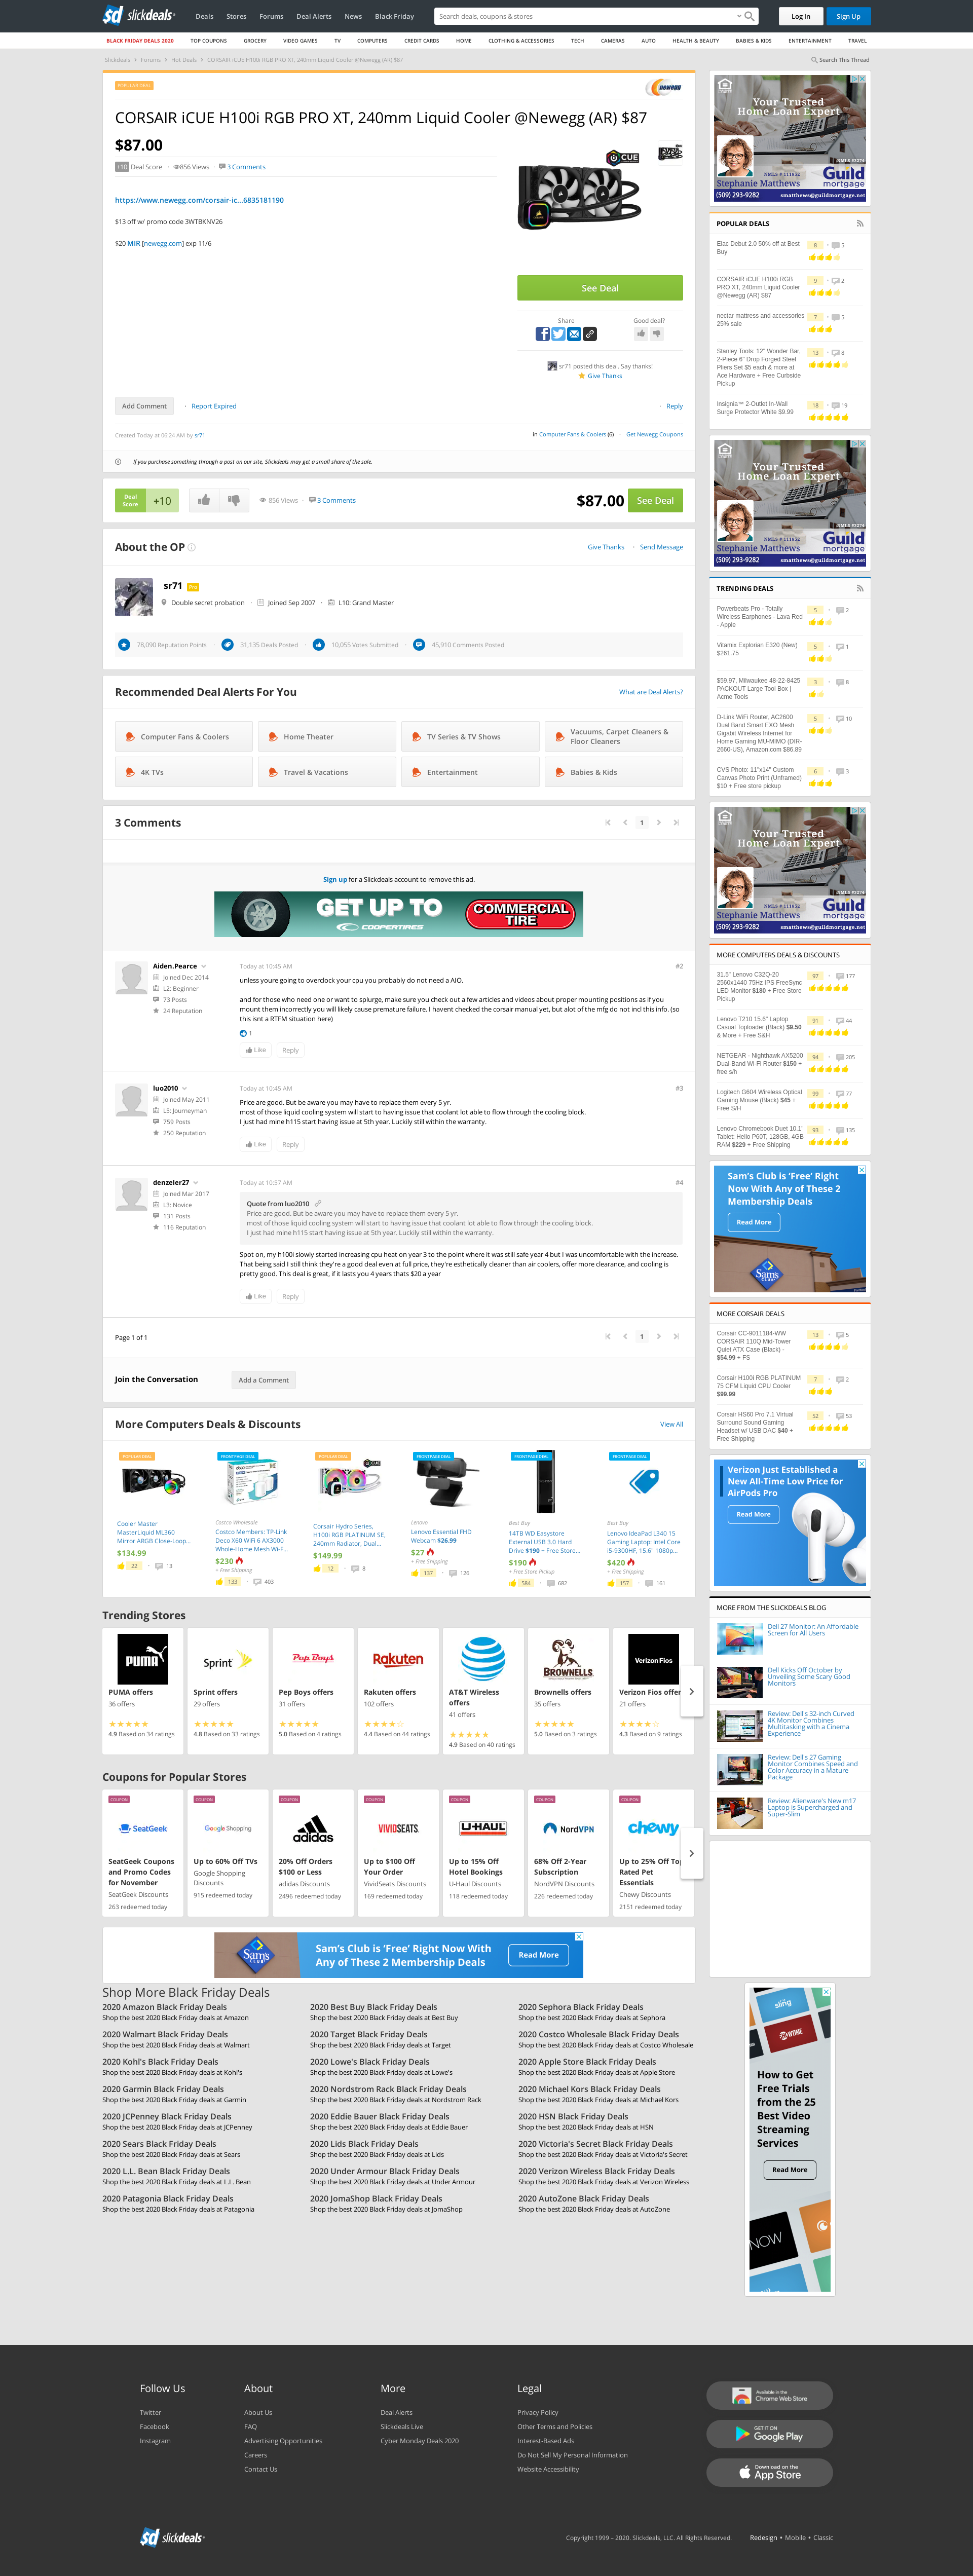 slickdeals
Deals
Stores
Forums
Deal Alerts
News
Black Friday
Search deals, coupons & stores
Log In
Sign Up
BLACK FRIDAY DEALS 2020
TOP COUPONS
GROCERY
VIDEO GAMES
TV
COMPUTERS
CREDIT CARDS
HOME
CLOTHING & ACCESSORIES
TECH
CAMERAS
AUTO
HEALTH & BEAUTY
BABIES & KIDS
ENTERTAINMENT
TRAVEL
Slickdeals › Forums › Hot Deals › CORSAIR iCUE H100i RGB PRO XT, 240mm Liquid Cooler @Newegg (AR) $87
Search This Thread
POPULAR DEAL
newegg
CORSAIR iCUE H100i RGB PRO XT, 240mm Liquid Cooler @Newegg (AR) $87
$87.00
+10 Deal Score
856 Views
3 Comments
https://www.newegg.com/corsair-ic...6835181190
$13 off w/ promo code 3WTBKNV26
$20 MIR [newegg.com] exp 11/6
iCUE
See Deal
Share
Good deal?
sr71 posted this deal. Say thanks!
Give Thanks
Add Comment
Report Expired
Reply
Created Today at 06:24 AM by sr71
in Computer Fans & Coolers (6)
Get Newegg Coupons
If you purchase something through a post on our site, Slickdeals may get a small share of the sale.
Deal Score +10
856 Views
3 Comments
$87.00
See Deal
About the OP
Give Thanks
Send Message
sr71 Pro
Double secret probation
Joined Sep 2007
L10: Grand Master
78,090 Reputation Points
31,135 Deals Posted
10,055 Votes Submitted
45,910 Comments Posted
Recommended Deal Alerts For You
What are Deal Alerts?
Computer Fans & Coolers
Home Theater
TV Series & TV Shows
Vacuums, Carpet Cleaners & Floor Cleaners
4K TVs
Travel & Vacations
Entertainment
Babies & Kids
3 Comments
1
Sign up for a Slickdeals account to remove this ad.
GET UP TO
COOPERTIRES
COMMERCIAL TIRE
Aiden.Pearce
Joined Dec 2014
L2: Beginner
73 Posts
24 Reputation
Today at 10:45 AM
#2
unless youre going to overclock your cpu you probably do not need a AIO.
and for those who need one or want to splurge, make sure you check out a few articles and videos about proper mounting positions as if you
mount them incorrectly you will likely cause premature failure. I havent checked the corsair mfg yet, but alot of the mfg do not incl this info. (so
this isnt a RTFM situation here)
1
Like
Reply
luo2010
Joined May 2011
L5: Journeyman
759 Posts
250 Reputation
Today at 10:45 AM
#3
Price are good. But be aware you may have to replace them every 5 yr.
most of those liquid cooling system will start to having issue that coolant lot able to flow through the cooling block.
I just had mine h115 start having issue at 5th year. Luckily still within the warranty.
Like
Reply
denzeler27
Joined Mar 2017
L3: Novice
131 Posts
116 Reputation
Today at 10:57 AM
#4
Quote from luo2010
Price are good. But be aware you may have to replace them every 5 yr.
most of those liquid cooling system will start to having issue that coolant lot able to flow through the cooling block.
I just had mine h115 start having issue at 5th year. Luckily still within the warranty.
Spot on, my h100i slowly started increasing cpu heat on year 3 to the point where it was still safe year 4 but I was uncomfortable with the increase.
That being said I still think they're a good deal even at full price, they're esthetically cleaner than air coolers, offer more clearance, and cooling is
pretty good. This deal is great, if it lasts you 4 years thats $20 a year
Like
Reply
Page 1 of 1
1
Join the Conversation
Add a Comment
More Computers Deals & Discounts
View All
POPULAR DEAL
Cooler Master
MasterLiquid ML360
Mirror ARGB Close-Loop...
$134.99
22
13
FRONTPAGE DEAL
Costco Wholesale
Costco Members: TP-Link
Deco X60 WiFi 6 AX3000
Whole-Home Mesh Wi-F...
$230
+ Free Shipping
133
403
POPULAR DEAL
Corsair Hydro Series,
H100i RGB PLATINUM SE,
240mm Radiator, Dual...
$149.99
12
8
FRONTPAGE DEAL
Lenovo
Lenovo Essential FHD
Webcam $26.99
$27
+ Free Shipping
137
126
FRONTPAGE DEAL
Best Buy
14TB WD Easystore
External USB 3.0 Hard
Drive $190 + Free Store...
$190
+ Free Store Pickup
584
682
FRONTPAGE DEAL
Best Buy
Lenovo IdeaPad L340 15
Gaming Laptop: Intel Core
i5-9300HF, 15.6" 1080p...
$420
+ Free Shipping
157
161
Trending Stores
PUMA
PUMA offers
36 offers
4.9 Based on 34 ratings
Sprint
Sprint offers
29 offers
4.8 Based on 33 ratings
Pep Boys
Pep Boys offers
31 offers
5.0 Based on 4 ratings
Rakuten
Rakuten offers
102 offers
4.4 Based on 44 ratings
AT&T Wireless offers
41 offers
4.9 Based on 40 ratings
BROWNELLS
Brownells offers
35 offers
5.0 Based on 3 ratings
Verizon Fios
Verizon Fios offer
21 offers
4.3 Based on 9 ratings
Coupons for Popular Stores
COUPON
SeatGeek
SeatGeek Coupons
and Promo Codes
for November
SeatGeek Discounts
263 redeemed today
COUPON
Google Shopping
Up to 60% Off TVs
Google Shopping
Discounts
915 redeemed today
COUPON
adidas
20% Off Orders
$100 or Less
adidas Discounts
2496 redeemed today
COUPON
VIVIDSEATS
Up to $100 Off
Your Order
VividSeats Discounts
169 redeemed today
COUPON
U-HAUL
Up to 15% Off
Hotel Bookings
U-Haul Discounts
118 redeemed today
COUPON
NordVPN
68% Off 2-Year
Subscription
NordVPN Discounts
226 redeemed today
COUPON
chewy
Up to 25% Off Top
Rated Pet
Essentials
Chewy Discounts
2151 redeemed today
Sam's CLUB
Sam's Club is 'Free' Right Now With
Any of These 2 Membership Deals
Read More
Shop More Black Friday Deals
2020 Amazon Black Friday Deals
Shop the best 2020 Black Friday deals at Amazon
2020 Best Buy Black Friday Deals
Shop the best 2020 Black Friday deals at Best Buy
2020 Sephora Black Friday Deals
Shop the best 2020 Black Friday deals at Sephora
2020 Walmart Black Friday Deals
Shop the best 2020 Black Friday deals at Walmart
2020 Target Black Friday Deals
Shop the best 2020 Black Friday deals at Target
2020 Costco Wholesale Black Friday Deals
Shop the best 2020 Black Friday deals at Costco Wholesale
2020 Kohl's Black Friday Deals
Shop the best 2020 Black Friday deals at Kohl's
2020 Lowe's Black Friday Deals
Shop the best 2020 Black Friday deals at Lowe's
2020 Apple Store Black Friday Deals
Shop the best 2020 Black Friday deals at Apple Store
2020 Garmin Black Friday Deals
Shop the best 2020 Black Friday deals at Garmin
2020 Nordstrom Rack Black Friday Deals
Shop the best 2020 Black Friday deals at Nordstrom Rack
2020 Michael Kors Black Friday Deals
Shop the best 2020 Black Friday deals at Michael Kors
2020 JCPenney Black Friday Deals
Shop the best 2020 Black Friday deals at JCPenney
2020 Eddie Bauer Black Friday Deals
Shop the best 2020 Black Friday deals at Eddie Bauer
2020 HSN Black Friday Deals
Shop the best 2020 Black Friday deals at HSN
2020 Sears Black Friday Deals
Shop the best 2020 Black Friday deals at Sears
2020 Lids Black Friday Deals
Shop the best 2020 Black Friday deals at Lids
2020 Victoria's Secret Black Friday Deals
Shop the best 2020 Black Friday deals at Victoria's Secret
2020 L.L. Bean Black Friday Deals
Shop the best 2020 Black Friday deals at L.L. Bean
2020 Under Armour Black Friday Deals
Shop the best 2020 Black Friday deals at Under Armour
2020 Verizon Wireless Black Friday Deals
Shop the best 2020 Black Friday deals at Verizon Wireless
2020 Patagonia Black Friday Deals
Shop the best 2020 Black Friday deals at Patagonia
2020 JomaShop Black Friday Deals
Shop the best 2020 Black Friday deals at JomaShop
2020 AutoZone Black Friday Deals
Shop the best 2020 Black Friday deals at AutoZone
Your Trusted
Home Loan Expert
Stephanie Matthews
Guild mortgage
(509) 293-9282
smatthews@guildmortgage.net
POPULAR DEALS
Elac Debut 2.0 50% off at Best
Buy
8
5
CORSAIR iCUE H100i RGB
PRO XT, 240mm Liquid Cooler
@Newegg (AR) $87
9
2
nectar mattress and accessories
25% sale
7
5
Stanley Tools: 12" Wonder Bar,
2-Piece 6" Drop Forged Steel
Pliers Set $5 each & more at
Ace Hardware + Free Curbside
Pickup
13
8
Insignia™ 2-Outlet In-Wall
Surge Protector White $9.99
18
19
Your Trusted
Home Loan Expert
Stephanie Matthews
Guild mortgage
(509) 293-9282
smatthews@guildmortgage.net
TRENDING DEALS
Powerbeats Pro - Totally
Wireless Earphones - Lava Red
- Apple
5
2
Vitamix Explorian E320 (New)
$261.75
5
1
$59.97, Milwaukee 48-22-8425
PACKOUT Large Tool Box |
Acme Tools
3
8
D-Link WiFi Router, AC2600
Dual Band Smart EXO Mesh
Gigabit Wireless Internet for
Home Gaming MU-MIMO (DIR-
2660-US), Amazon.com $86.89
5
10
CVS Photo: 11"x14" Custom
Canvas Photo Print (Unframed)
$10 + Free store pickup
6
3
Your Trusted
Home Loan Expert
Stephanie Matthews
Guild mortgage
(509) 293-9282
smatthews@guildmortgage.net
MORE COMPUTERS DEALS & DISCOUNTS
31.5" Lenovo C32Q-20
2560x1440 75Hz IPS FreeSync
LED Monitor $180 + Free Store
Pickup
97
177
Lenovo T210 15.6" Laptop
Casual Toploader (Black) $9.50
& More + Free S&H
91
44
NETGEAR - Nighthawk AX5200
Dual-Band Wi-Fi Router $150 +
free s/h
94
205
Logitech G604 Wireless Optical
Gaming Mouse (Black) $45 +
Free S/H
99
77
Lenovo Chromebook Duet 10.1"
Tablet: Helio P60T, 128GB, 4GB
RAM $229 + Free Shipping
93
135
Sam's Club is 'Free' Right
Now With Any of These 2
Membership Deals
Read More
Sam's CLUB
MORE CORSAIR DEALS
Corsair CC-9011184-WW
CORSAIR 110Q Mid-Tower
Quiet ATX Case (Black) -
$54.99 + FS
13
5
Corsair H100i RGB PLATINUM
75 CFM Liquid CPU Cooler
$99.99
7
2
Corsair HS60 Pro 7.1 Virtual
Surround Sound Gaming
Headset w/ USB DAC $40 +
Free Shipping
52
53
Verizon Just Established a
New All-Time Low Price for
AirPods Pro
Read More
MORE FROM THE SLICKDEALS BLOG
Dell 27 Monitor: An Affordable
Screen for All Users
Dell Kicks Off October by
Unveiling Some Scary Good
Monitors
Review: Dell's 32-inch Curved
4K Monitor Combines
Multitasking with a Cinema
Experience
Review: Dell's 27 Gaming
Monitor Combines Speed and
Color Accuracy in a Mature
Package
Review: Alienware's New m17
Laptop is Supercharged and
Super-Slim
sling
SHOWTIME
How to Get
Free Trials
from the 25
Best Video
Streaming
Services
Read More
NOW
Follow Us
Twitter
Facebook
Instagram
About
About Us
FAQ
Advertising Opportunities
Careers
Contact Us
More
Deal Alerts
Slickdeals Live
Cyber Monday Deals 2020
Legal
Privacy Policy
Other Terms and Policies
Interest-Based Ads
Do Not Sell My Personal Information
Website Accessibility
Available in the
Chrome Web Store
GET IT ON
Google Play
Download on the
App Store
slickdeals
Copyright 1999 – 2020. Slickdeals, LLC. All Rights Reserved.
Redesign • Mobile • Classic